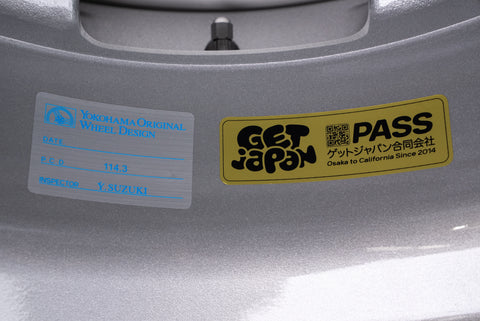 YOKOHAMA ORIGINAL
WHEEL DESIGN
DATE
P.C.D 114.3
INSPECTOR Y SUZUKI
GET
JAPAN
PASS
ゲットジャパン合同会社
Osaka to California Since 2014